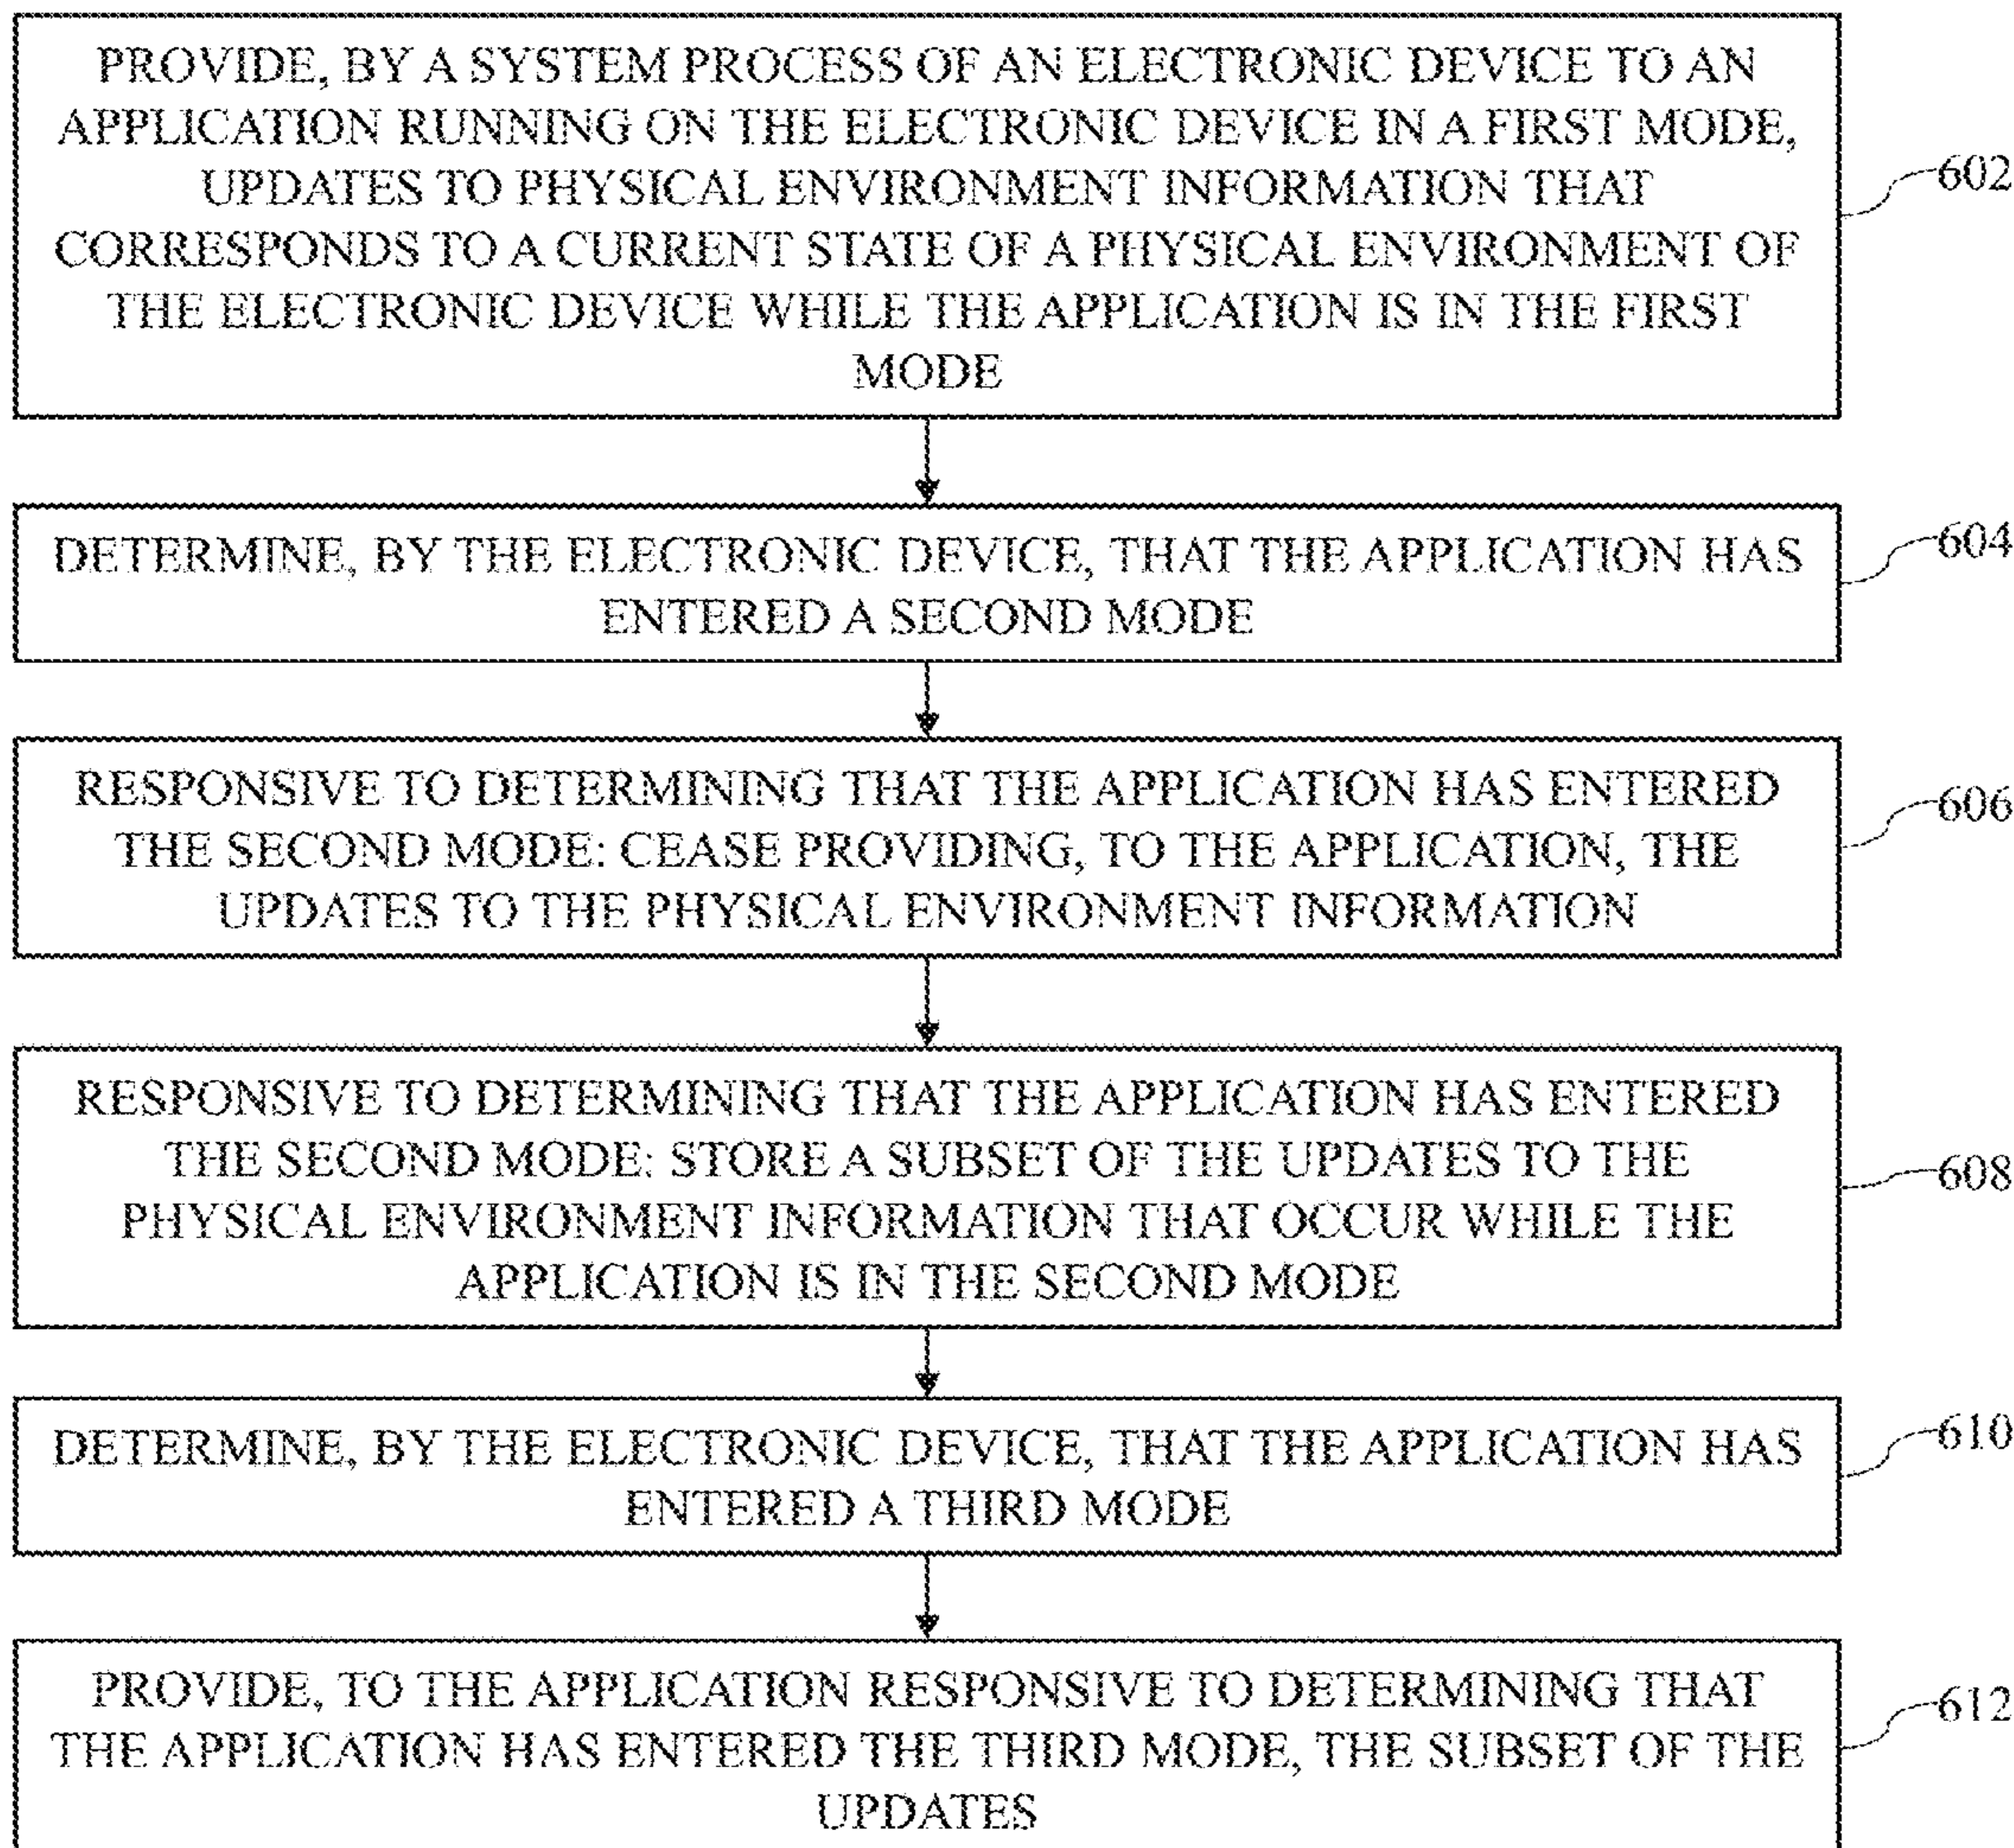 PROVIDE, BY A SYSTEM PROCESS OF AN ELECTRONIC DEVICE TO AN
APPLICATION RUNNING ON THE ELECTRONIC DEVICE IN A FIRST MODE,
UPDATES TO PHYSICAL ENVIRONMENT INFORMATION THAT
CORRESPONDS TO A CURRENT STATE OF A PHYSICAL ENVIRONMENT OF
THE ELECTRONIC DEVICE WHILE THE APPLICATION IS IN THE FIRST
MODE
602
DETERMINE, BY THE ELECTRONIC DEVICE, THAT THE APPLICATION HAS
ENTERED A SECOND MODE
604
RESPONSIVE TO DETERMINING THAT THE APPLICATION HAS ENTERED
THE SECOND MODE: CEASE PROVIDING, TO THE APPLICATION, THE
UPDATES TO THE PHYSICAL ENVIRONMENT INFORMATION
606
RESPONSIVE TO DETERMINING THAT THE APPLICATION HAS ENTERED
THE SECOND MODE: STORE A SUBSET OF THE UPDATES TO THE
PHYSICAL ENVIRONMENT INFORMATION THAT OCCUR WHILE THE
APPLICATION IS IN THE SECOND MODE
608
DETERMINE, BY THE ELECTRONIC DEVICE, THAT THE APPLICATION HAS
ENTERED A THIRD MODE
610
PROVIDE, TO THE APPLICATION RESPONSIVE TO DETERMINING THAT
THE APPLICATION HAS ENTERED THE THIRD MODE, THE SUBSET OF THE
UPDATES
612